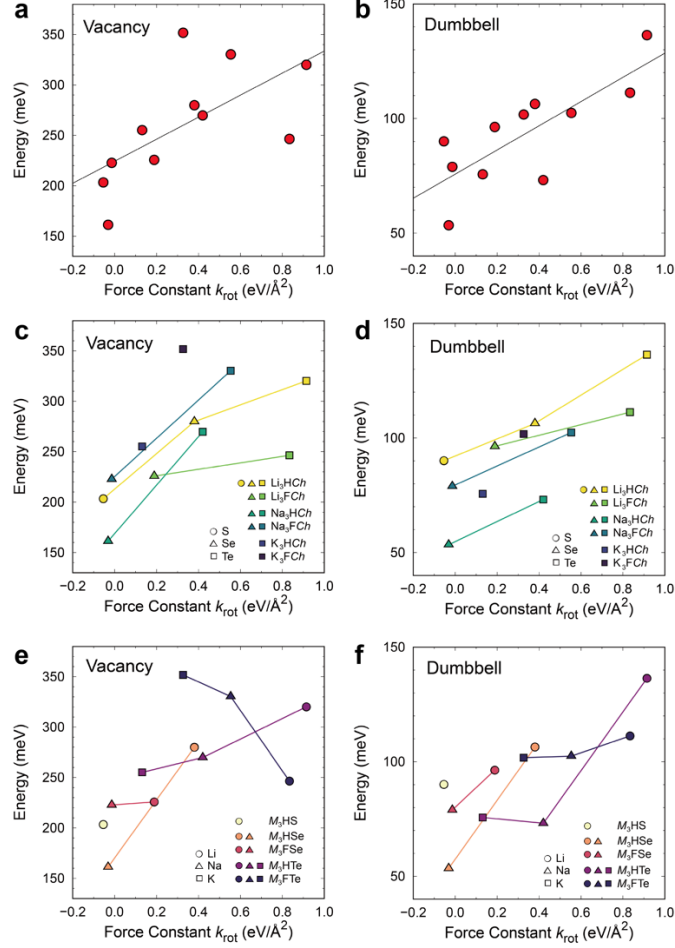 a
Vacancy
350
300
250
200
150
Energy (meV)
−0.2 0.0 0.2 0.4 0.6 0.8 1.0
Force Constant k_rot (eV/Å²)
b
Dumbbell
150
100
50
Energy (meV)
−0.2 0.0 0.2 0.4 0.6 0.8 1.0
Force Constant k_rot (eV/Å²)
c
Vacancy
350
300
250
200
150
Energy (meV)
S
Se
Te
Li₃HCh
Li₃FCh
Na₃HCh
Na₃FCh
K₃HCh
K₃FCh
−0.2 0.0 0.2 0.4 0.6 0.8 1.0
Force Constant k_rot (eV/Å²)
d
Dumbbell
150
100
50
Energy (meV)
S
Se
Te
Li₃HCh
Li₃FCh
Na₃HCh
Na₃FCh
K₃HCh
K₃FCh
−0.2 0.0 0.2 0.4 0.6 0.8 1.0
Force Constant k_rot (eV/Å²)
e
Vacancy
350
300
250
200
150
Energy (meV)
Li
Na
K
M₃HS
M₃HSe
M₃FSe
M₃HTe
M₃FTe
−0.2 0.0 0.2 0.4 0.6 0.8 1.0
Force Constant k_rot (eV/Å²)
f
Dumbbell
150
100
50
Energy (meV)
Li
Na
K
M₃HS
M₃HSe
M₃FSe
M₃HTe
M₃FTe
−0.2 0.0 0.2 0.4 0.6 0.8 1.0
Force Constant k_rot (eV/Å²)